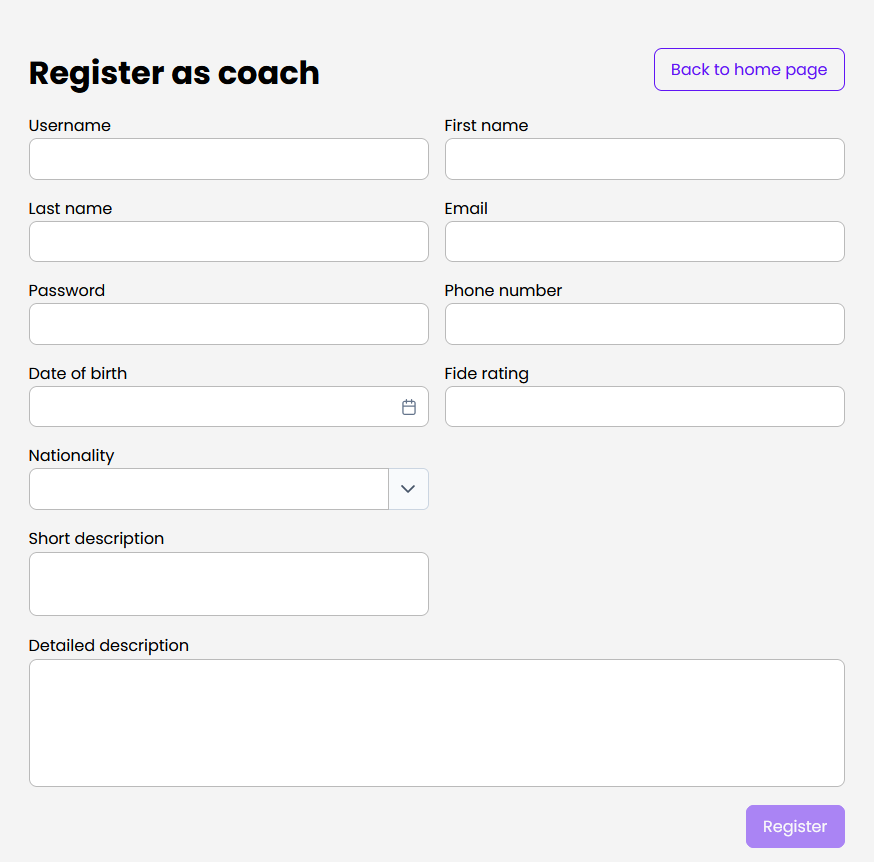 Register as coach
Back to home page
Username
First name
Last name
Email
Password
Phone number
Date of birth
Fide rating
Nationality
Short description
Detailed description
Register